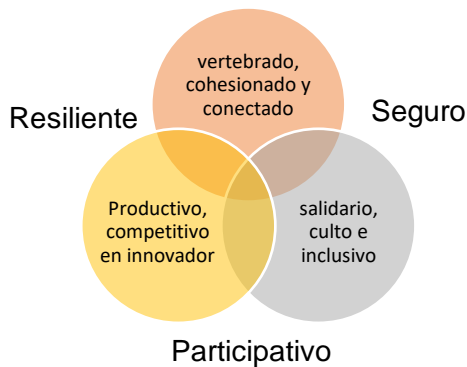 vertebrado,
cohesionado y
conectado
Resiliente
Seguro
Productivo,
competitivo
en innovador
salidario,
culto e
inclusivo
Participativo